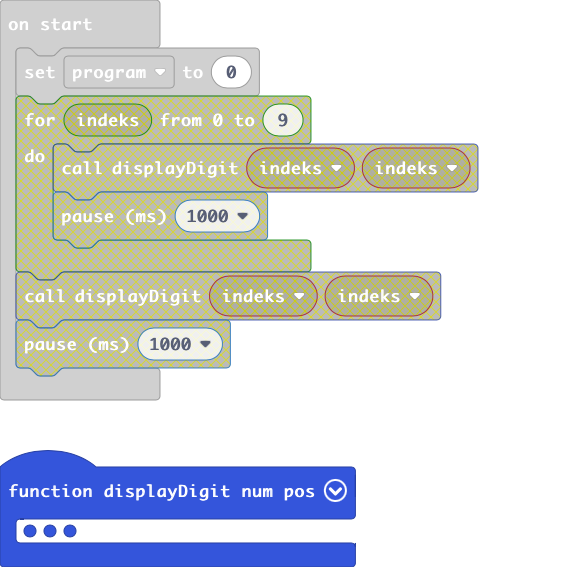 on start
set program to 0
for indeks from 0 to 9
do
call displayDigit indeks indeks
pause (ms) 1000
call displayDigit indeks indeks
pause (ms) 1000
function displayDigit num pos